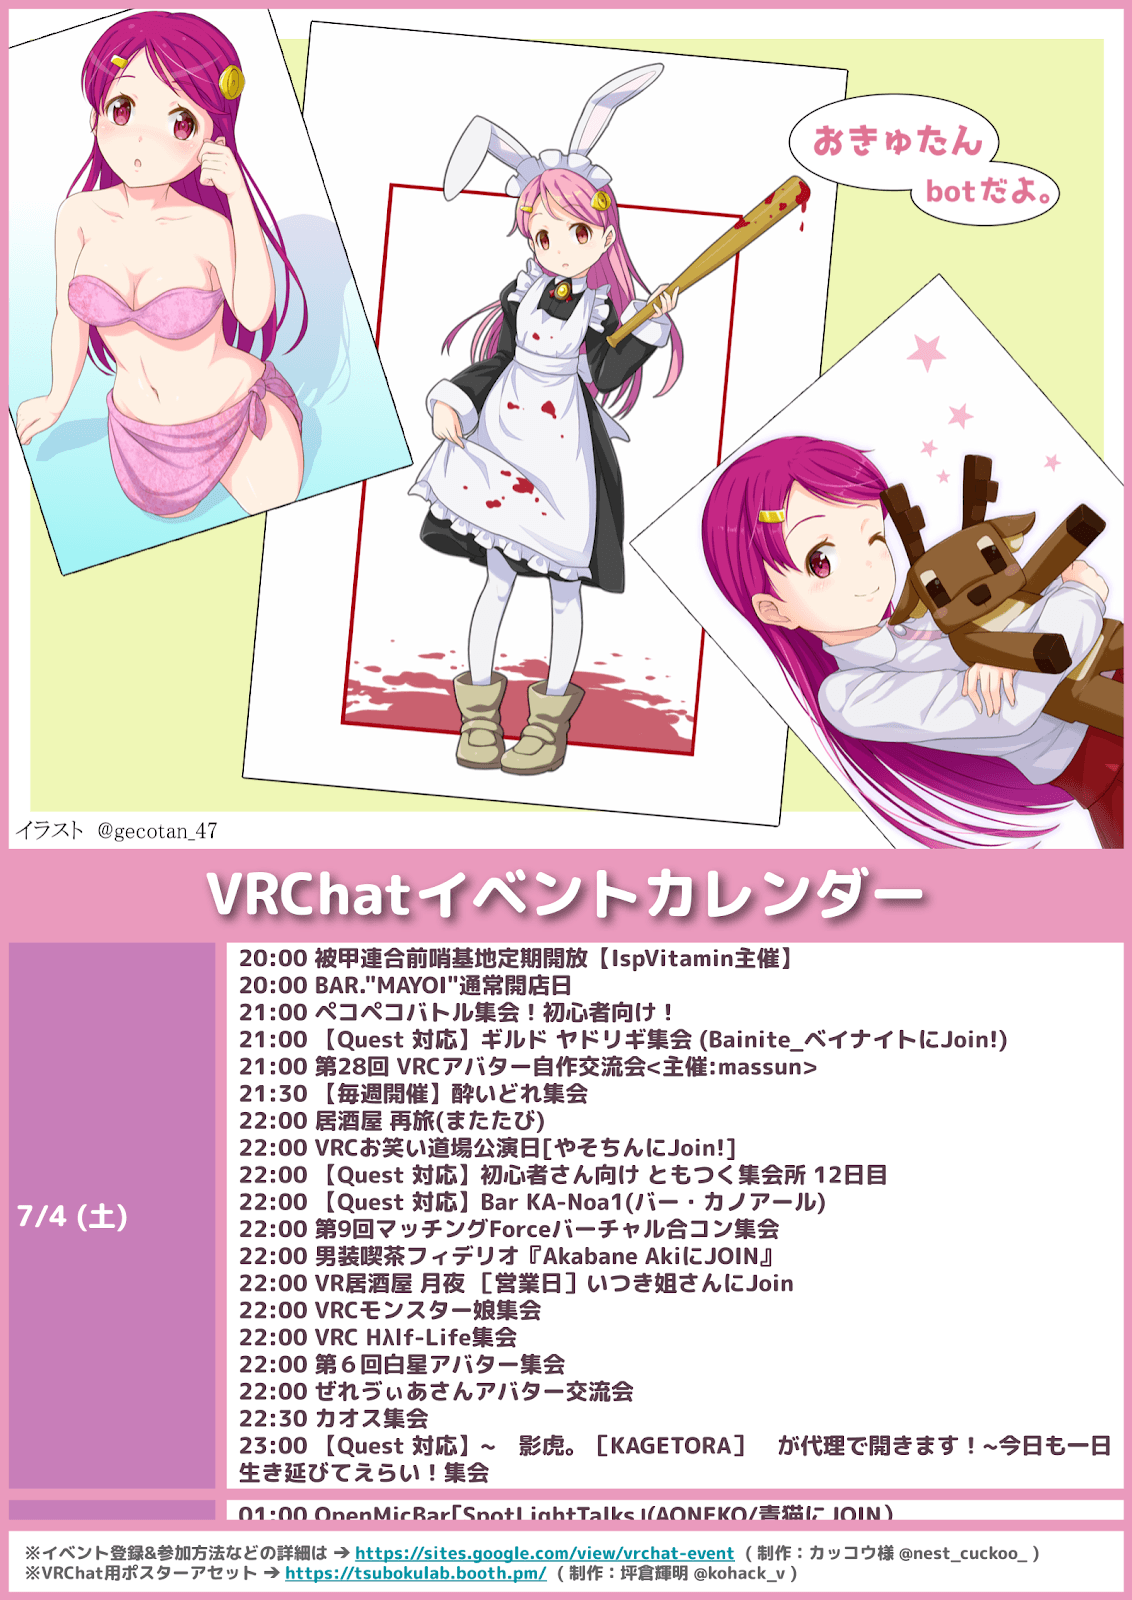 おきゅたん
botだよ。
イラスト @gecotan_47
VRChatイベントカレンダー
7/4 (土)
20:00 被甲連合前哨基地定期開放【IspVitamin主催】
20:00 BAR."MAYOI"通常開店日
21:00 ペコペコバトル集会！初心者向け！
21:00 【Quest 対応】ギルド ヤドリギ集会 (Bainite_ベイナイトにJoin!)
21:00 第28回 VRCアバター自作交流会<主催:massun>
21:30 【毎週開催】酔いどれ集会
22:00 居酒屋 再旅(またたび)
22:00 VRCお笑い道場公演日[やそちんにJoin!]
22:00 【Quest 対応】初心者さん向け ともつく集会所 12日目
22:00 【Quest 対応】Bar KA-Noa1(バー・カノアール)
22:00 第9回マッチングForceバーチャル合コン集会
22:00 男装喫茶フィデリオ『Akabane AkiにJOIN』
22:00 VR居酒屋 月夜 ［営業日］いつき姐さんにJoin
22:00 VRCモンスター娘集会
22:00 VRC Hλlf-Life集会
22:00 第６回白星アバター集会
22:00 ぜれゔぃあさんアバター交流会
22:30 カオス集会
23:00 【Quest 対応】~　影虎。［KAGETORA］　が代理で開きます！~今日も一日
生き延びてえらい！集会
01:00 OpenMicBar｢SpotLightTalks｣(AONEKO/青猫にJOIN）
※イベント登録&参加方法などの詳細は → https://sites.google.com/view/vrchat-event ( 制作：カッコウ様 @nest_cuckoo_ )
※VRChat用ポスターアセット → https://tsubokulab.booth.pm/ ( 制作：坪倉輝明 @kohack_v )